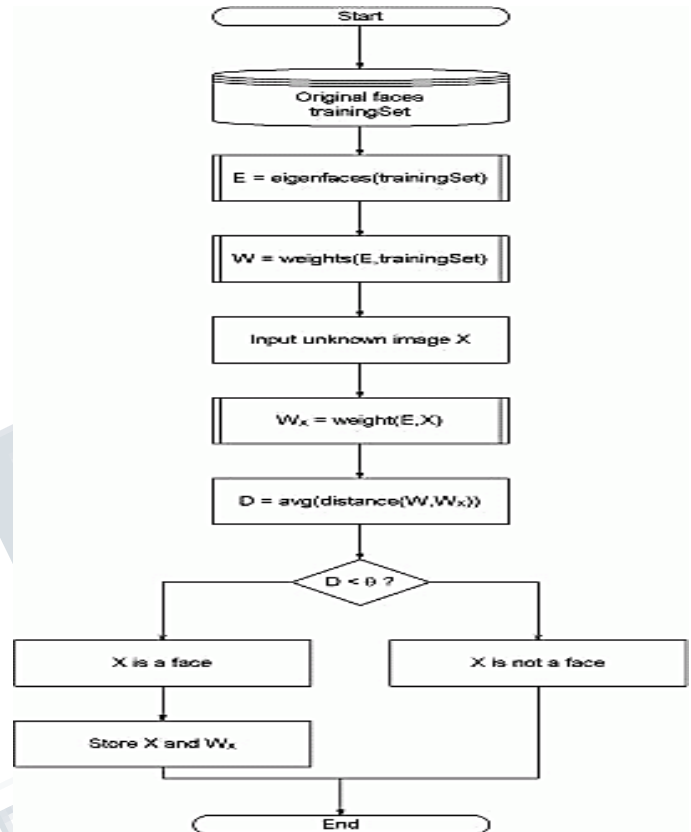 Start
Original faces
trainingSet
E = eigenfaces(trainingSet)
W = weights(E,trainingSet)
Input unknown image X
Wₓ = weight(E,X)
D = avg(distance(W,Wₓ))
D < θ ?
X is a face
X is not a face
Store X and Wₓ
End